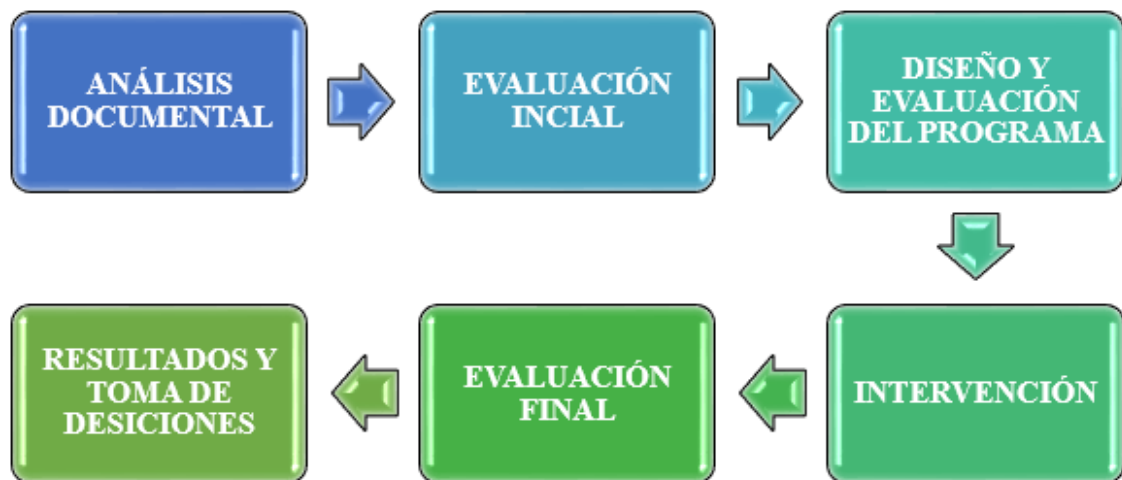 ANÁLISIS
DOCUMENTAL
EVALUACIÓN
INCIAL
DISEÑO Y
EVALUACIÓN
DEL PROGRAMA
INTERVENCIÓN
EVALUACIÓN
FINAL
RESULTADOS Y
TOMA DE
DESICIONES